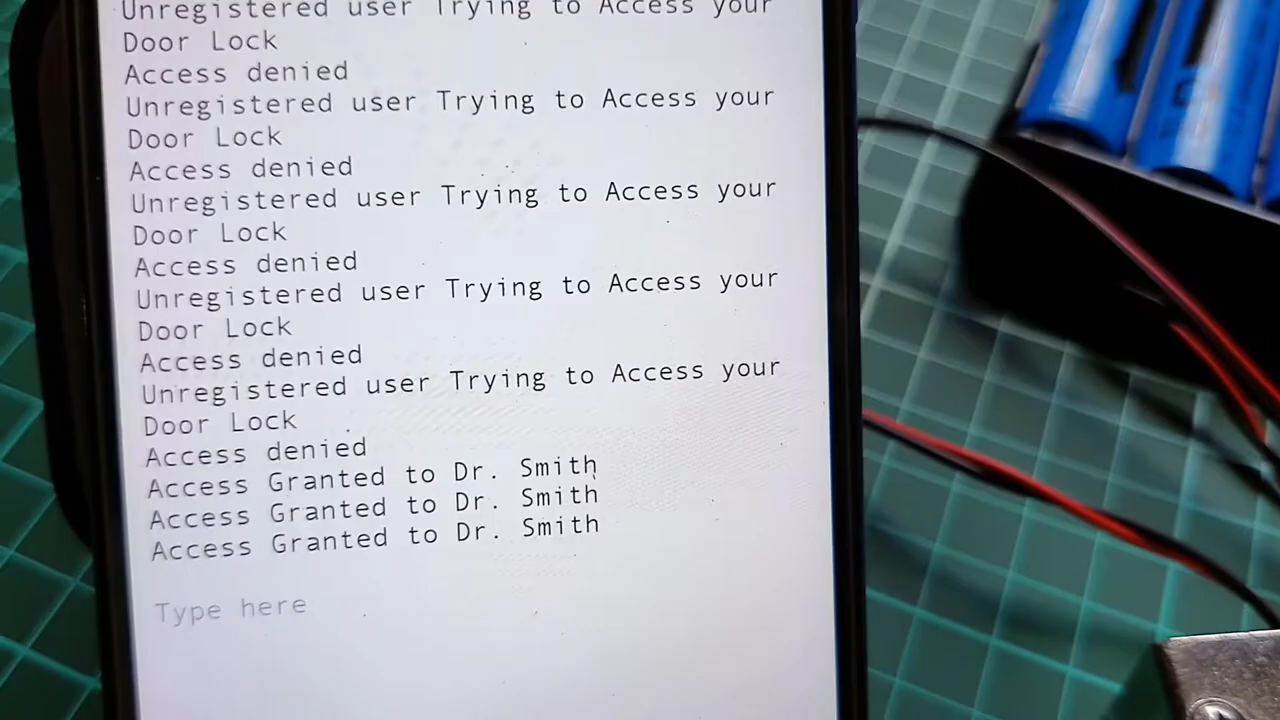 Unregistered user Trying to Access your
Door Lock
Access denied
Unregistered user Trying to Access your
Door Lock
Access denied
Unregistered user Trying to Access your
Door Lock
Access denied
Unregistered user Trying to Access your
Door Lock
Access denied
Unregistered user Trying to Access your
Door Lock
Access denied
Access Granted to Dr. Smith
Access Granted to Dr. Smith
Access Granted to Dr. Smith
Type here